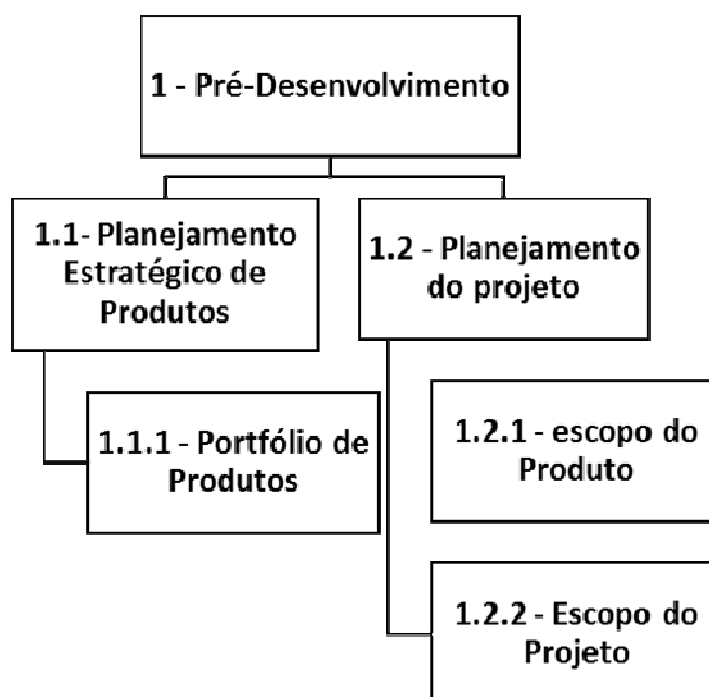 1 - Pré-Desenvolvimento
1.1- Planejamento
Estratégico de
Produtos
1.2 - Planejamento
do projeto
1.1.1 - Portfólio de
Produtos
1.2.1 - escopo do
Produto
1.2.2 - Escopo do
Projeto